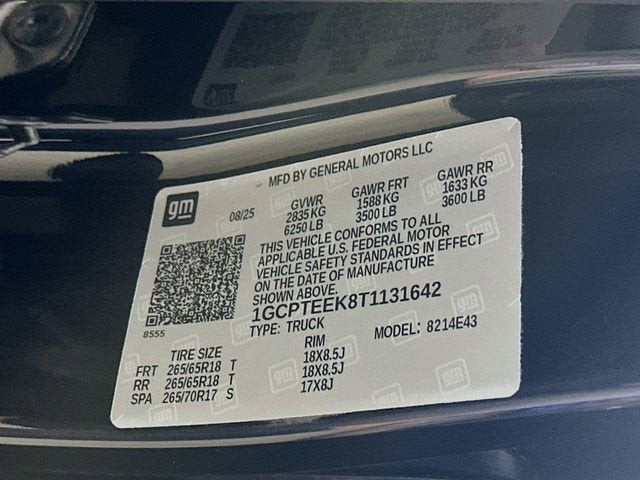 MFD BY GENERAL MOTORS LLC
gm
08/25
GVWR GAWR FRT GAWR RR
2835 KG 1588 KG 1633 KG
6250 LB 3500 LB 3600 LB
THIS VEHICLE CONFORMS TO ALL
APPLICABLE U.S. FEDERAL MOTOR
VEHICLE SAFETY STANDARDS IN EFFECT
ON THE DATE OF MANUFACTURE
SHOWN ABOVE.
1GCPTEEK8T1131642
8555
TYPE: TRUCK MODEL: 8214E43
TIRE SIZE RIM
FRT 265/65R18 T 18X8.5J
RR 265/65R18 T 18X8.5J
SPA 265/70R17 S 17X8J